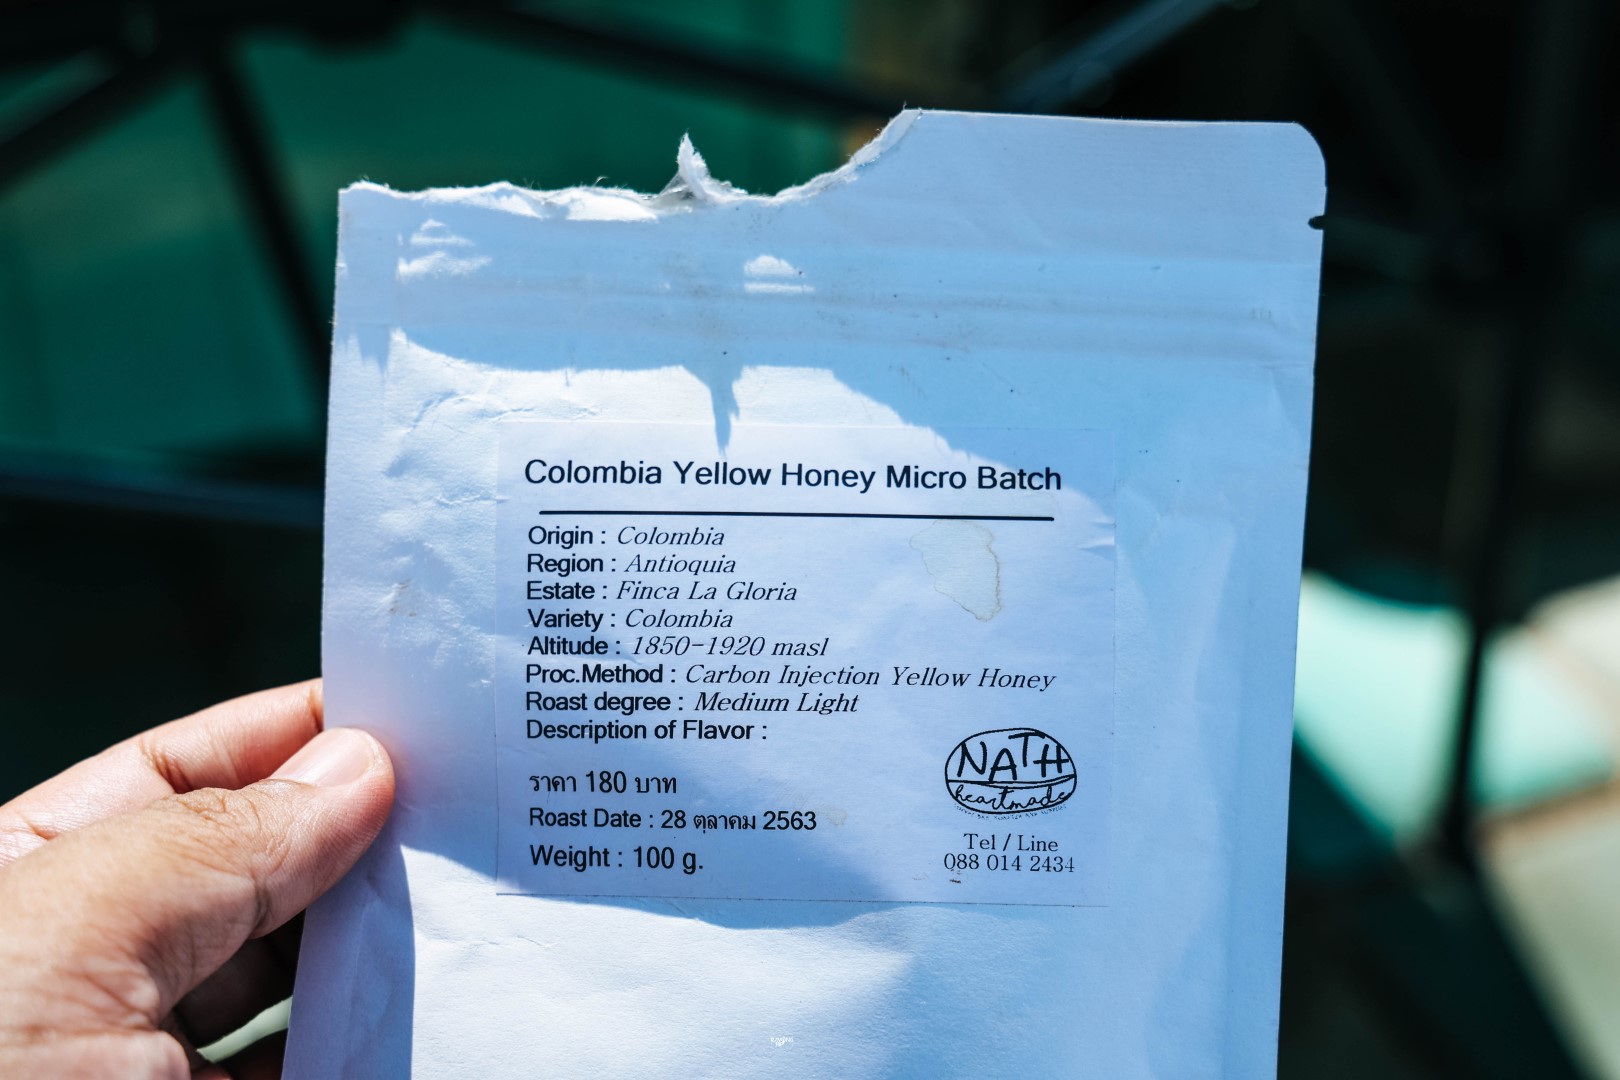 Colombia Yellow Honey Micro Batch
Origin : Colombia
Region : Antioquia
Estate : Finca La Gloria
Variety : Colombia
Altitude : 1850-1920 masl
Proc.Method : Carbon Injection Yellow Honey
Roast degree : Medium Light
Description of Flavor :
ราคา 180 บาท
Roast Date : 28 ตุลาคม 2563
Weight : 100 g.
NATH
heartmade
Tel / Line
088 014 2434